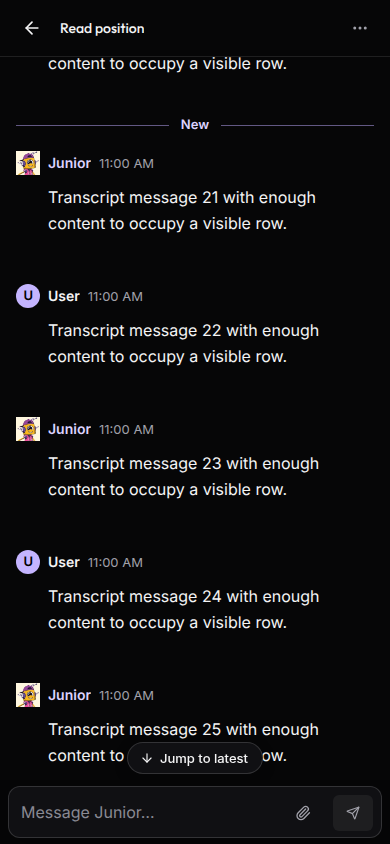 Read position
content to occupy a visible row.
New
Junior 11:00 AM
Transcript message 21 with enough
content to occupy a visible row.
U User 11:00 AM
Transcript message 22 with enough
content to occupy a visible row.
Junior 11:00 AM
Transcript message 23 with enough
content to occupy a visible row.
U User 11:00 AM
Transcript message 24 with enough
content to occupy a visible row.
Junior 11:00 AM
Transcript message 25 with enough
content to
Jump to latest
Message Junior...